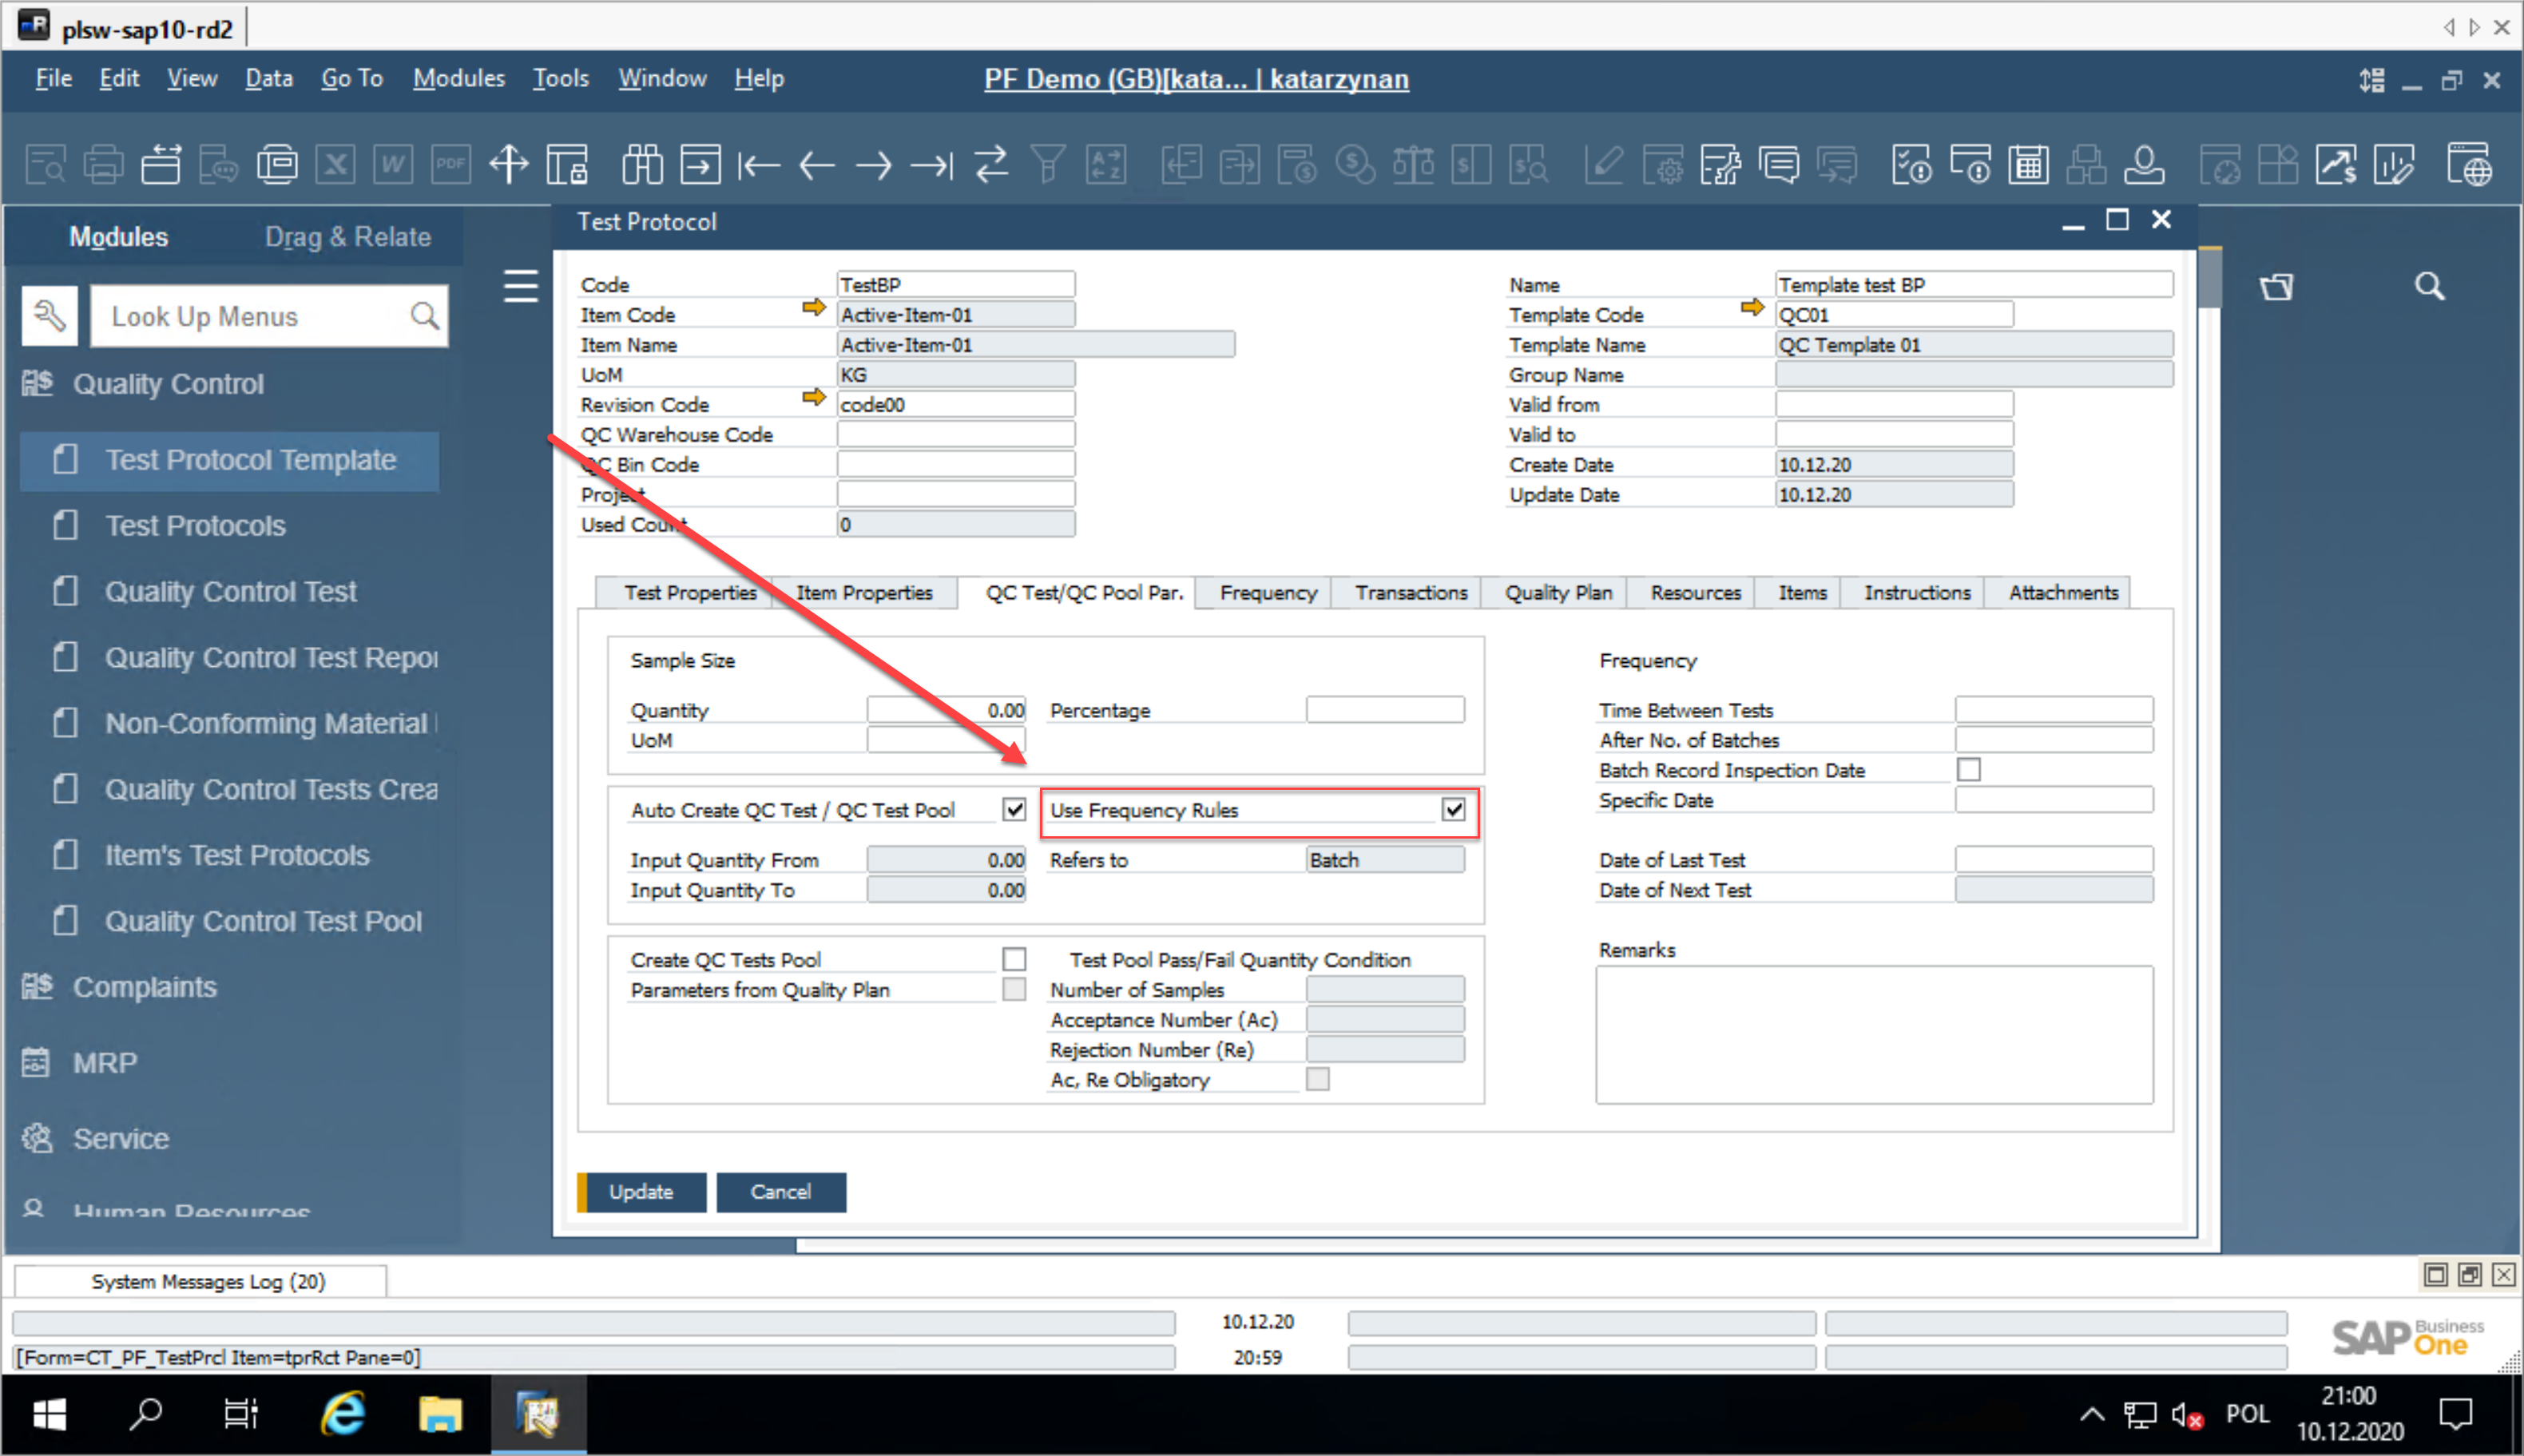 plsw-sap10-rd2
File Edit View Data Go To Modules Tools Window Help
PF Demo (GB)[kata... | katarzynan
Modules Drag & Relate
Look Up Menus
Quality Control
Test Protocol Template
Test Protocols
Quality Control Test
Quality Control Test Repor
Non-Conforming Material
Quality Control Tests Crea
Item's Test Protocols
Quality Control Test Pool
Complaints
MRP
Service
Human Resources
Test Protocol
Code TestBP
Item Code Active-Item-01
Item Name Active-Item-01
UoM KG
Revision Code code00
QC Warehouse Code
QC Bin Code
Project
Used Count 0
Name Template test BP
Template Code QC01
Template Name QC Template 01
Group Name
Valid from
Valid to
Create Date 10.12.20
Update Date 10.12.20
Test Properties Item Properties QC Test/QC Pool Par. Frequency Transactions Quality Plan Resources Items Instructions Attachments
Sample Size
Quantity 0.00 Percentage
UoM
Auto Create QC Test / QC Test Pool Use Frequency Rules
Input Quantity From 0.00 Refers to Batch
Input Quantity To 0.00
Create QC Tests Pool Test Pool Pass/Fail Quantity Condition
Parameters from Quality Plan Number of Samples
Acceptance Number (Ac)
Rejection Number (Re)
Ac, Re Obligatory
Frequency
Time Between Tests
After No. of Batches
Batch Record Inspection Date
Specific Date
Date of Last Test
Date of Next Test
Remarks
Update Cancel
System Messages Log (20)
10.12.20
[Form=CT_PF_TestPrcl Item=tprRct Pane=0] 20:59
SAP Business One
POL
21:00
10.12.2020